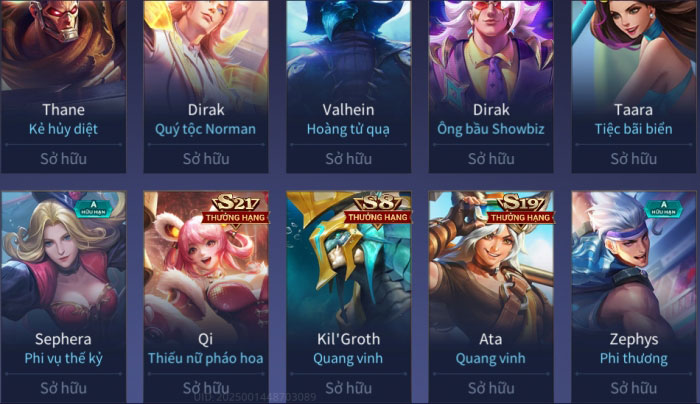 Thane
Kẻ hủy diệt
Sở hữu
Dirak
Quý tộc Norman
Sở hữu
Valhein
Hoàng tử quạ
Sở hữu
Dirak
Ông bầu Showbiz
Sở hữu
Taara
Tiệc bãi biển
Sở hữu
A
HỮU HẠN
Sephera
Phi vụ thế kỷ
Sở hữu
S21
THƯỞNG HẠNG
Qi
Thiếu nữ pháo hoa
Sở hữu
S8
THƯỞNG HẠNG
Kil'Groth
Quang vinh
Sở hữu
S19
THƯỞNG HẠNG
Ata
Quang vinh
Sở hữu
A
HỮU HẠN
Zephys
Phi thương
Sở hữu
UID:2025001448703089